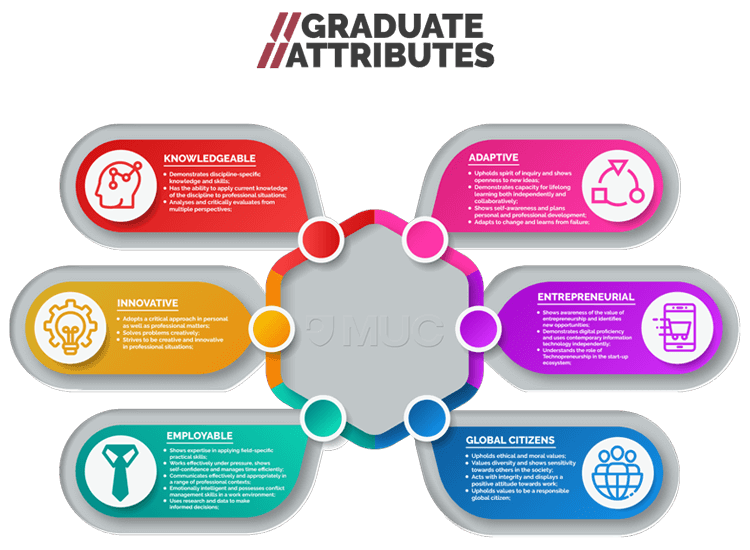 //GRADUATE
//ATTRIBUTES
KNOWLEDGEABLE
• Demonstrates discipline-specific
knowledge and skills;
• Has the ability to apply current knowledge
of the discipline to professional situations;
• Analyses and critically evaluates from
multiple perspectives;
ADAPTIVE
• Upholds spirit of inquiry and shows
openness to new ideas;
• Demonstrates capacity for lifelong
learning both independently and
collaboratively;
• Shows self-awareness and plans
personal and professional development;
• Adapts to change and learns from failure;
INNOVATIVE
• Adopts a critical approach in personal
as well as professional matters;
• Solves problems creatively;
• Strives to be creative and innovative
in professional situations;
MUC
ENTREPRENEURIAL
• Shows awareness of the value of
entrepreneurship and identifies
new opportunities;
• Demonstrates digital proficiency
and uses contemporary information
technology independently;
• Understands the role of
Technopreneurship in the start-up
ecosystem;
EMPLOYABLE
• Shows expertise in applying field-specific
practical skills;
• Works effectively under pressure, shows
self-confidence and manages time efficiently;
• Communicates effectively and appropriately in
a range of professional contexts;
• Emotionally intelligent and possesses conflict
management skills in a work environment;
• Uses research and data to make
informed decisions;
GLOBAL CITIZENS
• Upholds ethical and moral values;
• Values diversity and shows sensitivity
towards others in the society;
• Acts with integrity and displays a
positive attitude towards work;
• Upholds values to be a responsible
global citizen;